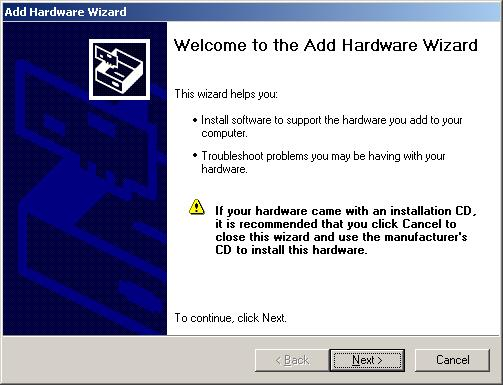 Add Hardware Wizard
Welcome to the Add Hardware Wizard
This wizard helps you:
• Install software to support the hardware you add to your
computer.
• Troubleshoot problems you may be having with your
hardware.
If your hardware came with an installation CD,
it is recommended that you click Cancel to
close this wizard and use the manufacturer's
CD to install this hardware.
To continue, click Next.
< Back Next > Cancel